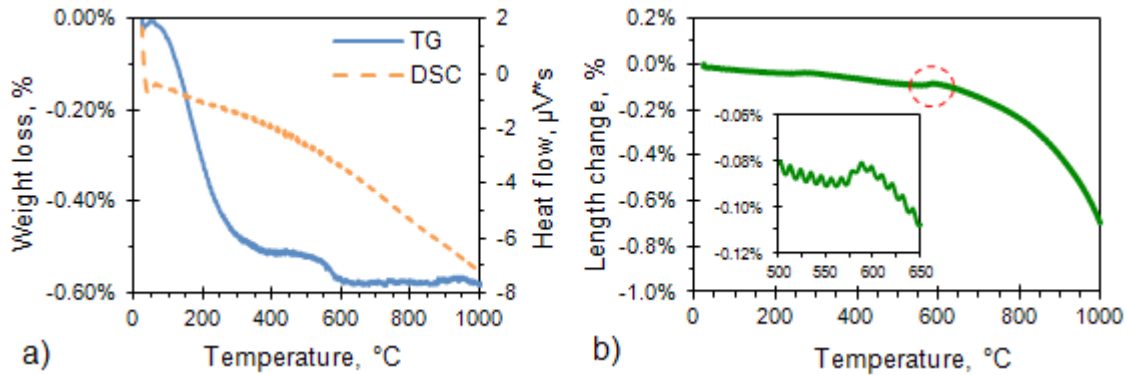 0.00%
-0.20%
-0.40%
-0.60%
Weight loss, %
TG
DSC
2
0
-2
-4
-6
-8
Heat flow, µV*s
0 200 400 600 800 1000
a) Temperature, °C
0.2%
0.0%
-0.2%
-0.4%
-0.6%
-0.8%
-1.0%
Length change, %
-0.06%
-0.08%
-0.10%
-0.12%
500 550 600 650
0 200 400 600 800 1000
b) Temperature, °C